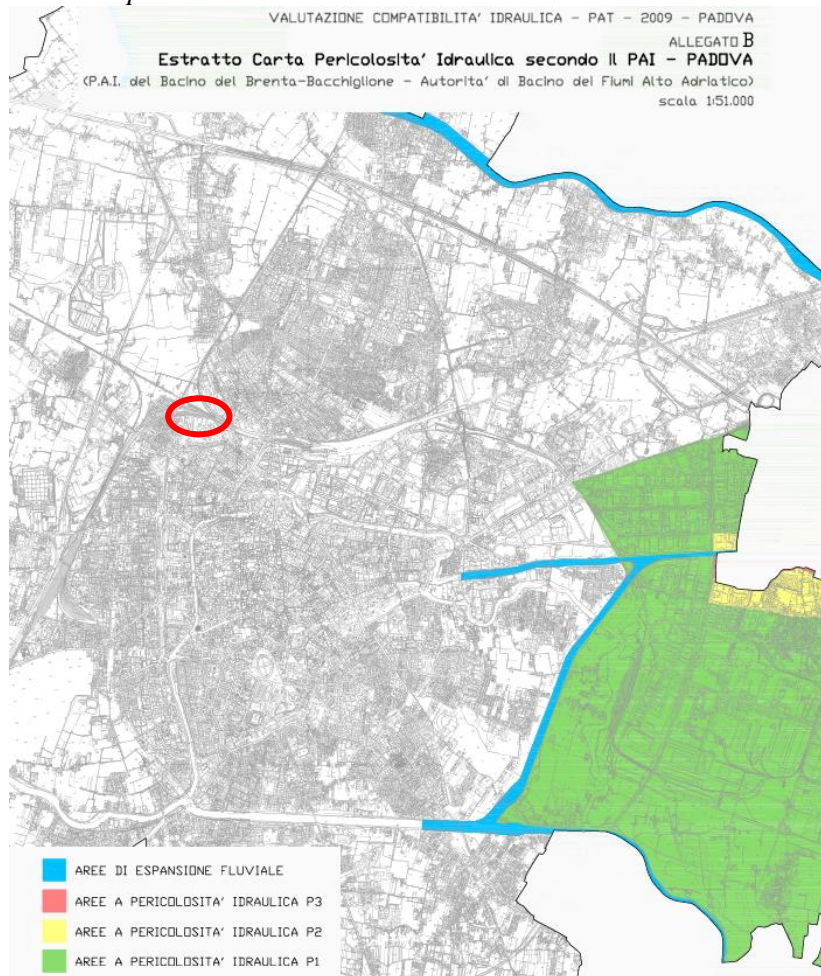 VALUTAZIONE COMPATIBILITA' IDRAULICA - PAT - 2009 - PADOVA
ALLEGATO B
Estratto Carta Pericolosita' Idraulica secondo il PAI - PADOVA
(P.A.I. del Bacino del Brenta-Bacchiglione - Autorita' di Bacino dei Fiumi Alto Adriatico)
scala 1:51.000
AREE DI ESPANSIONE FLUVIALE
AREE A PERICOLOSITA' IDRAULICA P3
AREE A PERICOLOSITA' IDRAULICA P2
AREE A PERICOLOSITA' IDRAULICA P1